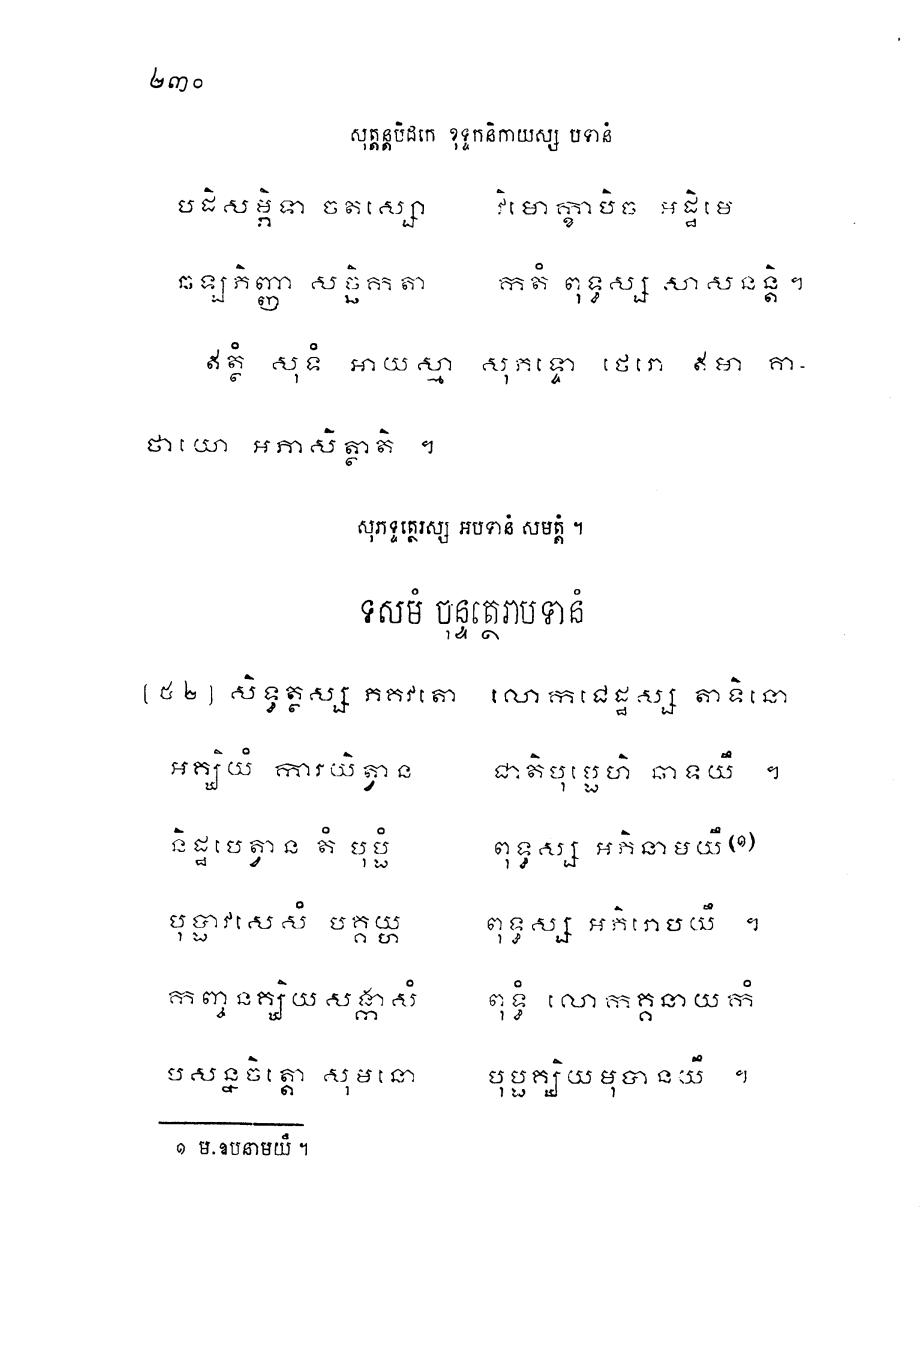 ២៣០
សុត្តន្តបិដកេ ខុទ្ទកនិកាយស្ស បទានំ
បដិសម្ភិទា ចតស្សោ វិមោក្ខាបិច អដ្ឋិមេ
ឆឡភិញ្ញា សច្ឆិកតា កតំ ពុទ្ធស្ស សាសនន្តិ ។
ឥត្ថំ សុទំ អាយស្មា សុភទ្ទោ ថេរោ ឥមា គា-
ថាយោ អភាសិត្ថាតិ ។
សុភទ្ទត្ថេរស្ស អបទានំ សមត្តំ ។
ទសមំ ចុន្ទត្ថេរាបទានំ
(៥២) សិទ្ធត្ថស្ស ភគវតោ លោកជេដ្ឋស្ស តាទិនោ
អគ្ឃិយំ ការយិត្វាន ជាតិបុប្ផេហិ ឆាទយឹ ។
និដ្ឋបេត្វាន តំ បុប្ផំ ពុទ្ធស្ស អភិនាមយឹ(១)
បុប្ផាវសេសំ បគ្គយ្ហ ពុទ្ធស្ស អភិរោបយឹ ។
កញ្ចនគ្ឃិយសង្កាសំ ពុទ្ធំ លោកគ្គនាយកំ
បសន្នចិត្តោ សុមនោ បុប្ផគ្ឃិយមុបានយឹ ។
១ ម.ឧបនាមយឹ ។